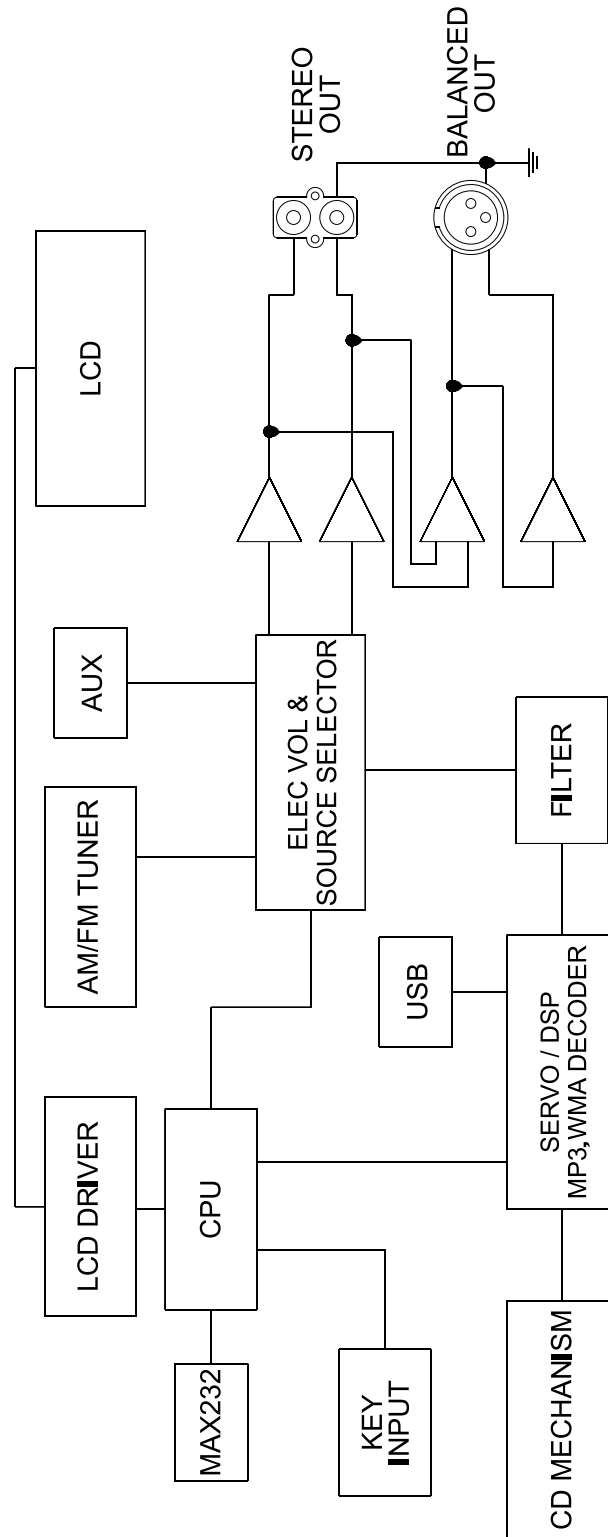 LCD
STEREO
OUT
BALANCED
OUT
AUX
AM/FM TUNER
ELEC VOL &
SOURCE SELECTOR
LCD DRIVER
CPU
MAX232
KEY
INPUT
USB
FILTER
SERVO / DSP
MP3,WMA DECODER
CD MECHANISM